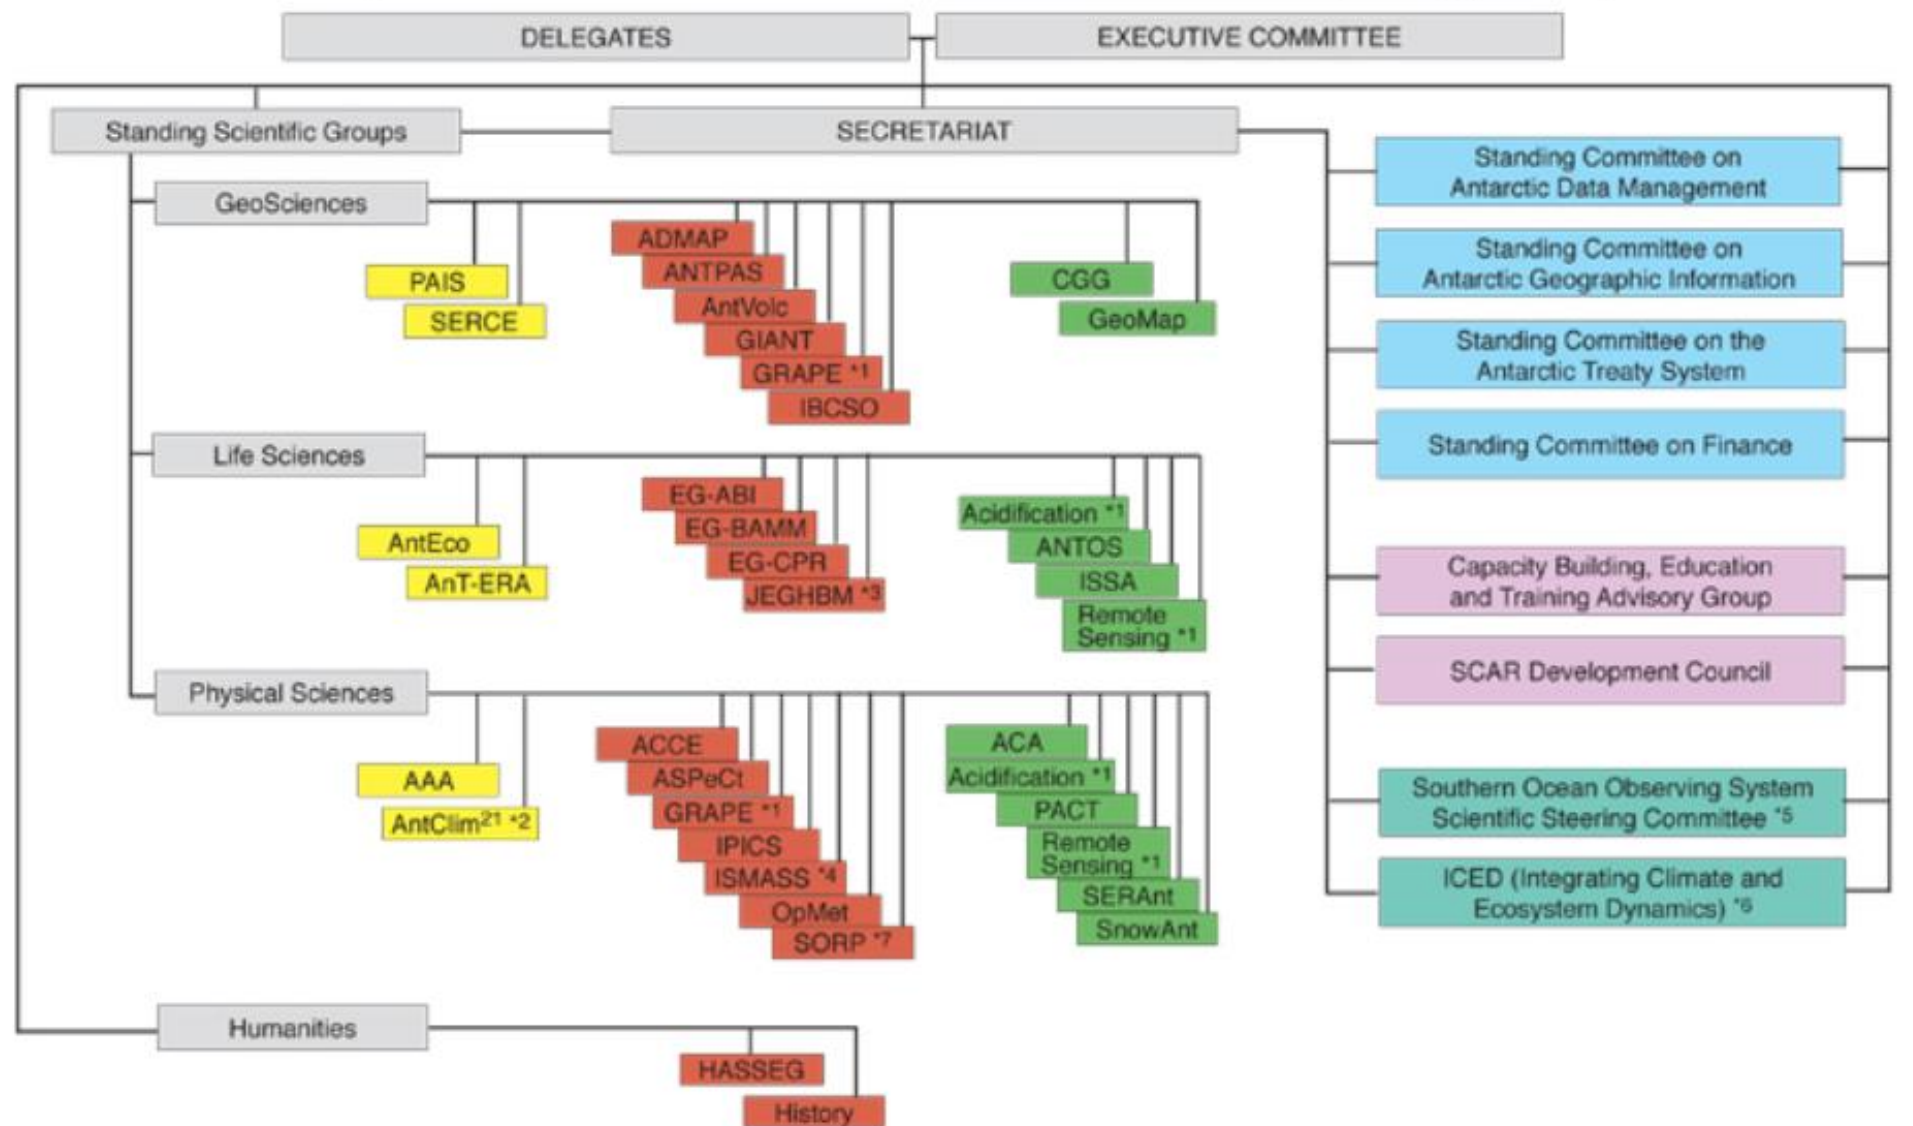 DELEGATES
EXECUTIVE COMMITTEE
Standing Scientific Groups
SECRETARIAT
GeoSciences
PAIS
SERCE
ADMAP
ANTPAS
AntVolc
GIANT
GRAPE *1
IBCSO
CGG
GeoMap
Life Sciences
AntEco
AnT-ERA
EG-ABI
EG-BAMM
EG-CPR
JEGHBM *3
Acidification *1
ANTOS
ISSA
Remote
Sensing *1
Physical Sciences
AAA
AntClim21 *2
ACCE
ASPeCt
GRAPE *1
IPICS
ISMASS *4
OpMet
SORP *7
ACA
Acidification *1
PACT
Remote
Sensing *1
SERAnt
SnowAnt
Humanities
HASSEG
History
Standing Committee on
Antarctic Data Management
Standing Committee on
Antarctic Geographic Information
Standing Committee on the
Antarctic Treaty System
Standing Committee on Finance
Capacity Building, Education
and Training Advisory Group
SCAR Development Council
Southern Ocean Observing System
Scientific Steering Committee *5
ICED (Integrating Climate and
Ecosystem Dynamics) *6